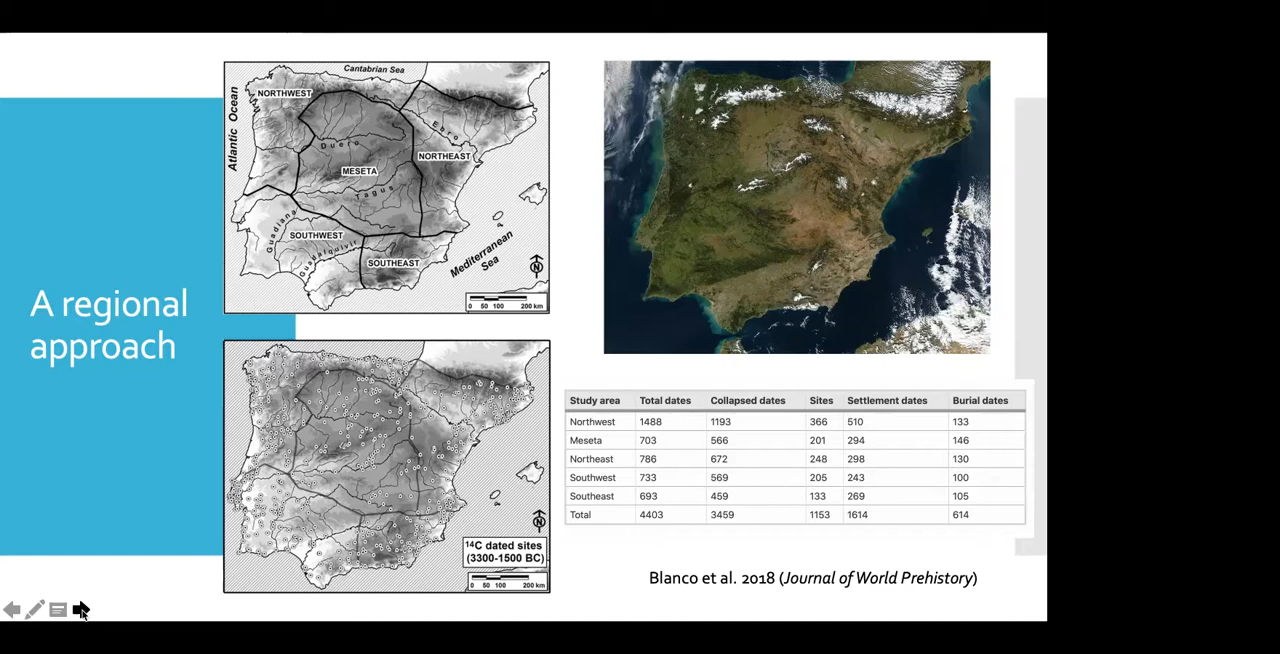 A regional
approach
Cantabrian Sea
Atlantic Ocean
NORTHWEST
Ebro
Duero
NORTHEAST
MESETA
Tagus
Guadiana
SOUTHWEST
Guadalquivir
SOUTHEAST
Mediterranean
Sea
N
0 50 100 200 km
14C dated sites
(3300-1500 BC)
N
0 50 100 200 km
Study area Total dates Collapsed dates Sites Settlement dates Burial dates
Northwest 1488 1193 366 510 133
Meseta 703 566 201 294 146
Northeast 786 672 248 298 130
Southwest 733 569 205 243 100
Southeast 693 459 133 269 105
Total 4403 3459 1153 1614 614
Blanco et al. 2018 (Journal of World Prehistory)